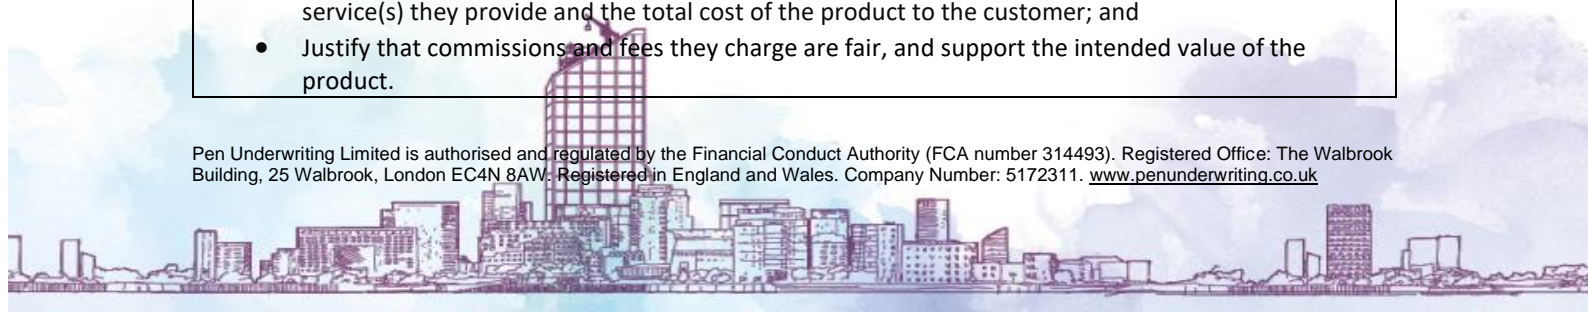 service(s) they provide and the total cost of the product to the customer; and
• Justify that commissions and fees they charge are fair, and support the intended value of the
product.
Pen Underwriting Limited is authorised and regulated by the Financial Conduct Authority (FCA number 314493). Registered Office: The Walbrook
Building, 25 Walbrook, London EC4N 8AW. Registered in England and Wales. Company Number: 5172311. www.penunderwriting.co.uk